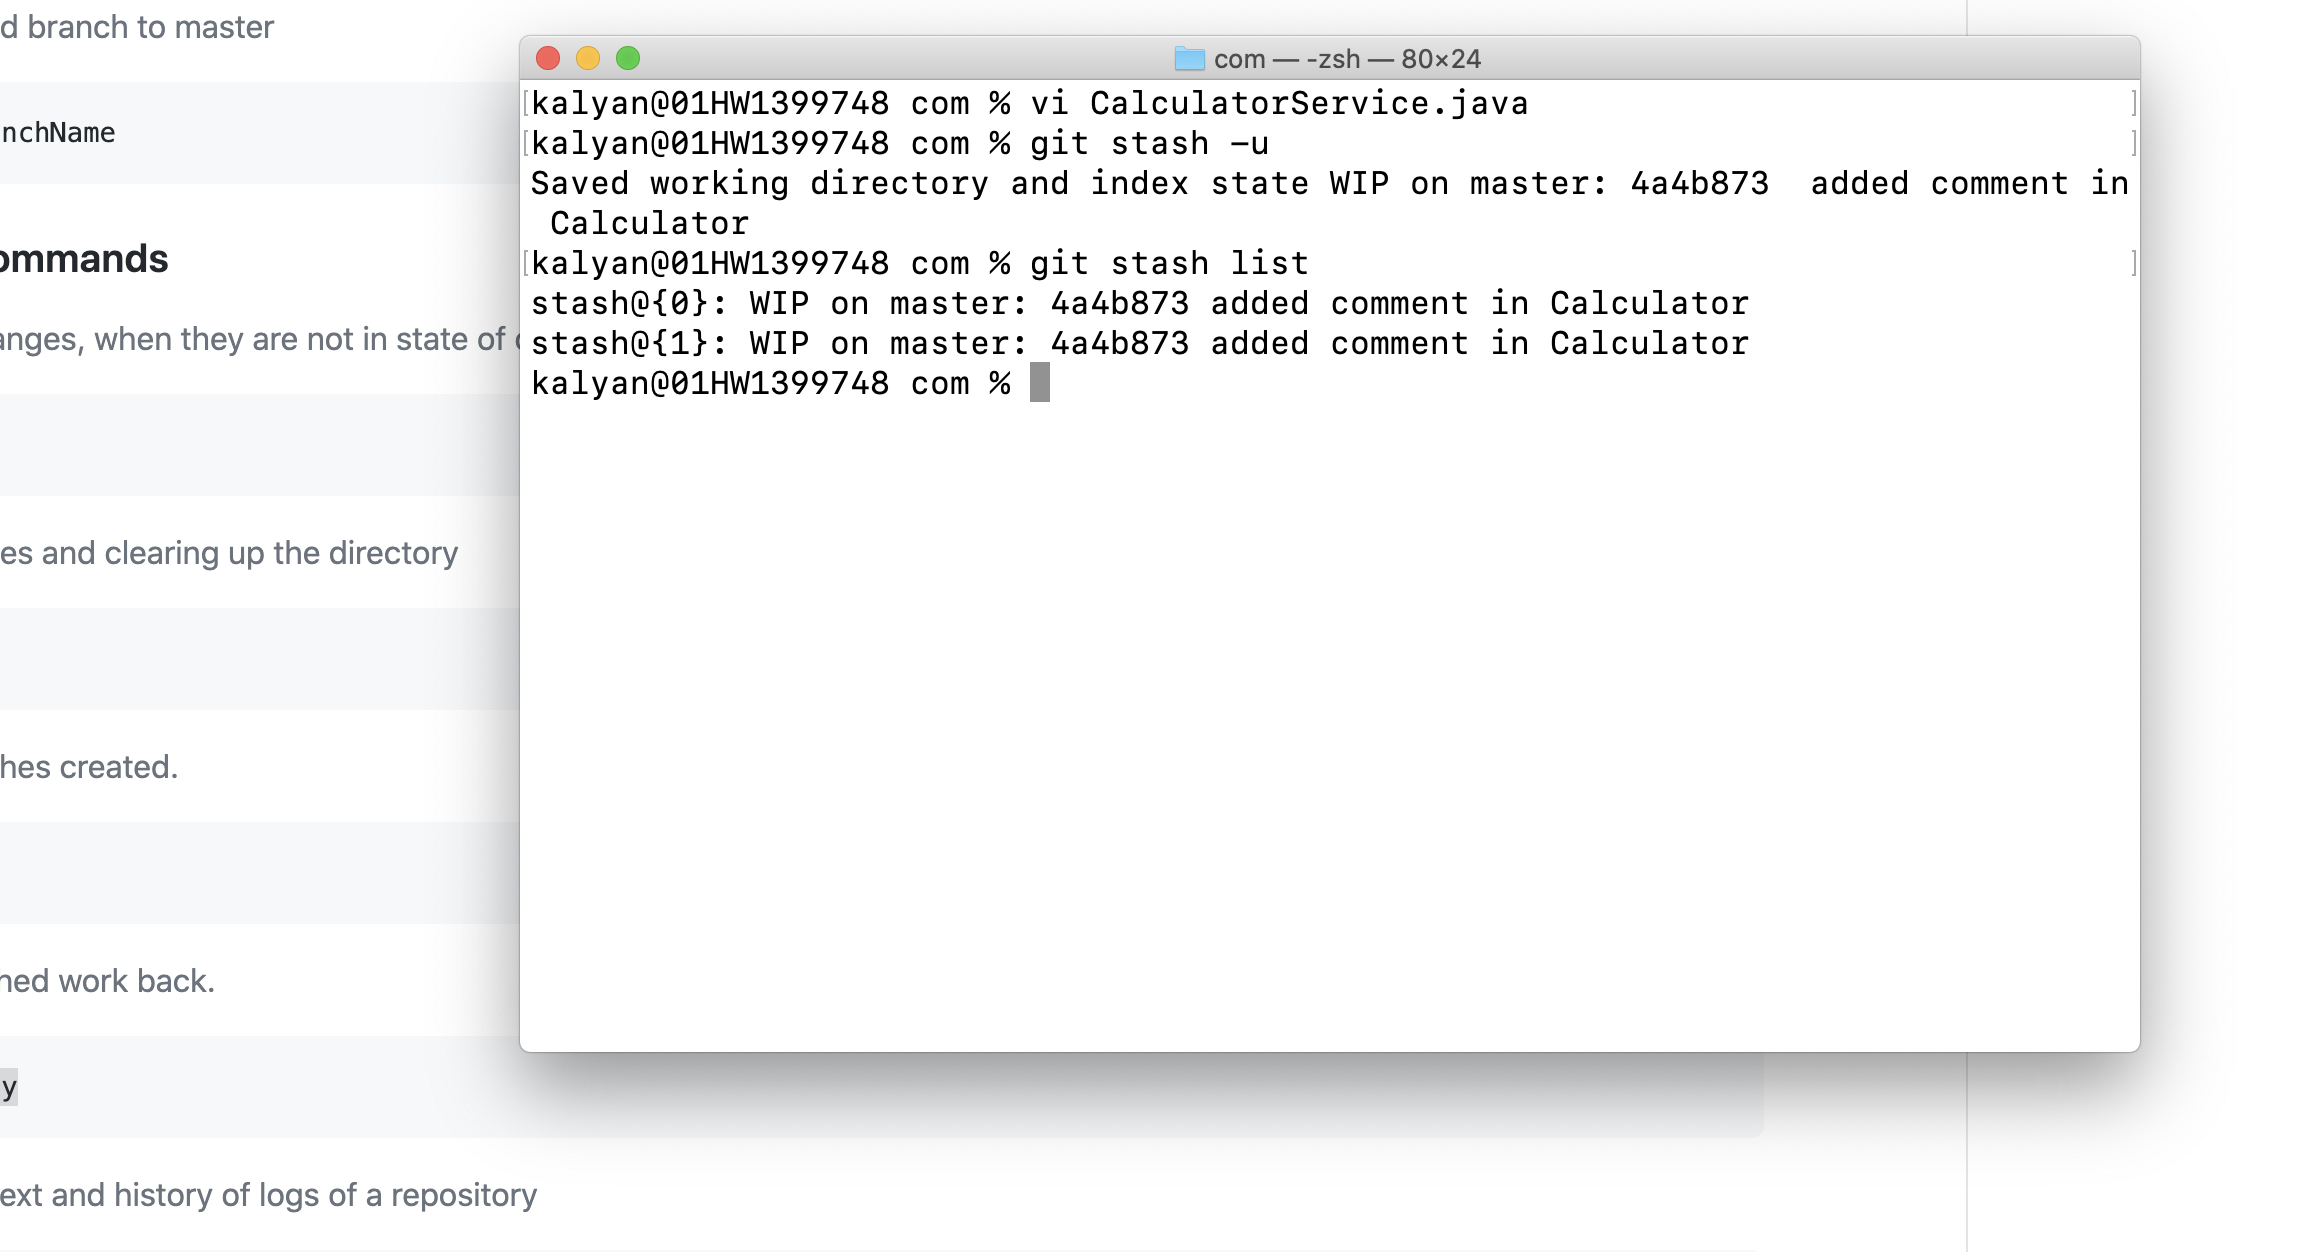 d branch to master
nchName
ommands
anges, when they are not in state of
es and clearing up the directory
hes created.
ned work back.
y
ext and history of logs of a repository
com — -zsh — 80×24
[kalyan@01HW1399748 com % vi CalculatorService.java ]
[kalyan@01HW1399748 com % git stash -u ]
Saved working directory and index state WIP on master: 4a4b873  added comment in
 Calculator
[kalyan@01HW1399748 com % git stash list ]
stash@{0}: WIP on master: 4a4b873 added comment in Calculator
stash@{1}: WIP on master: 4a4b873 added comment in Calculator
kalyan@01HW1399748 com %